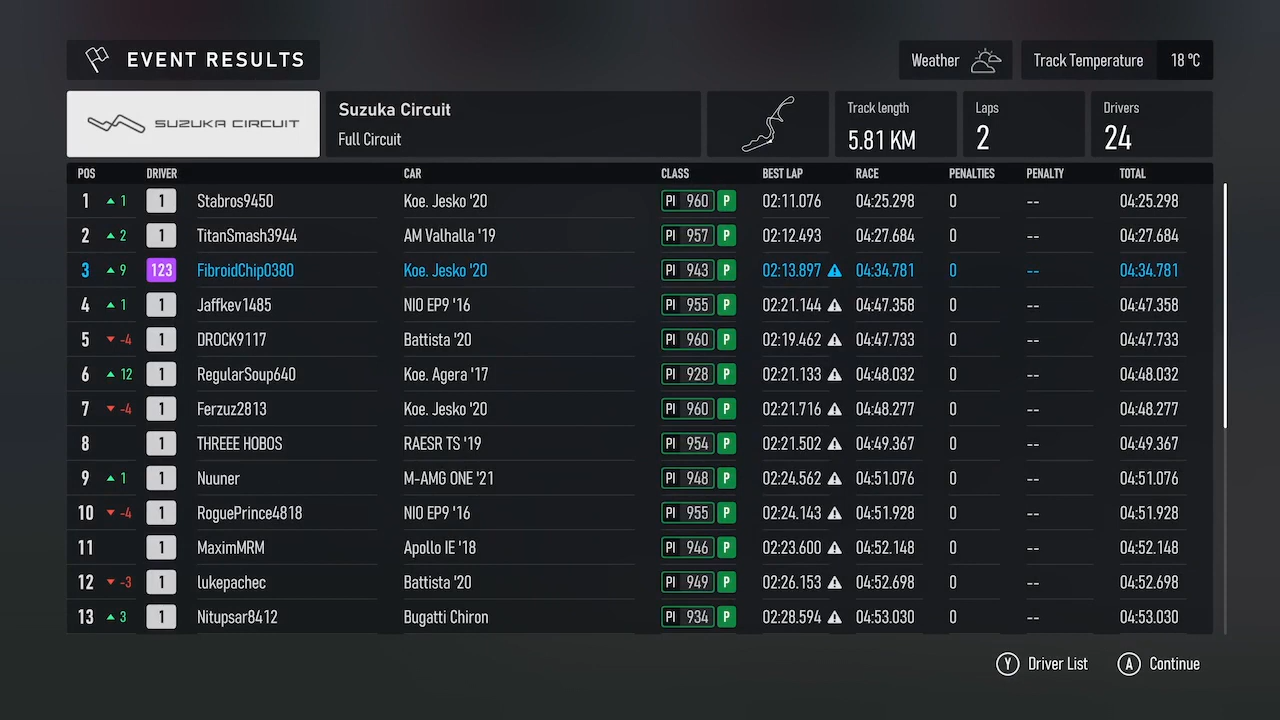 EVENT RESULTS
Weather
Track Temperature 18 °C
SUZUKA CIRCUIT
Suzuka Circuit
Full Circuit
Track length
5.81 KM
Laps
2
Drivers
24
POS DRIVER CAR CLASS BEST LAP RACE PENALTIES PENALTY TOTAL
1 1 1 Stabros9450 Koe. Jesko '20 PI 960 P 02:11.076 04:25.298 0 -- 04:25.298
2 2 1 TitanSmash3944 AM Valhalla '19 PI 957 P 02:12.493 04:27.684 0 -- 04:27.684
3 9 123 FibroidChip0380 Koe. Jesko '20 PI 943 P 02:13.897 04:34.781 0 -- 04:34.781
4 1 1 Jaffkev1485 NIO EP9 '16 PI 955 P 02:21.144 04:47.358 0 -- 04:47.358
5 -4 1 DROCK9117 Battista '20 PI 960 P 02:19.462 04:47.733 0 -- 04:47.733
6 12 1 RegularSoup640 Koe. Agera '17 PI 928 P 02:21.133 04:48.032 0 -- 04:48.032
7 -4 1 Ferzuz2813 Koe. Jesko '20 PI 960 P 02:21.716 04:48.277 0 -- 04:48.277
8 1 THREEE HOBOS RAESR TS '19 PI 954 P 02:21.502 04:49.367 0 -- 04:49.367
9 1 1 Nuuner M-AMG ONE '21 PI 948 P 02:24.562 04:51.076 0 -- 04:51.076
10 -4 1 RoguePrince4818 NIO EP9 '16 PI 955 P 02:24.143 04:51.928 0 -- 04:51.928
11 1 MaximMRM Apollo IE '18 PI 946 P 02:23.600 04:52.148 0 -- 04:52.148
12 -3 1 lukepachec Battista '20 PI 949 P 02:26.153 04:52.698 0 -- 04:52.698
13 3 1 Nitupsar8412 Bugatti Chiron PI 934 P 02:28.594 04:53.030 0 -- 04:53.030
Y Driver List A Continue